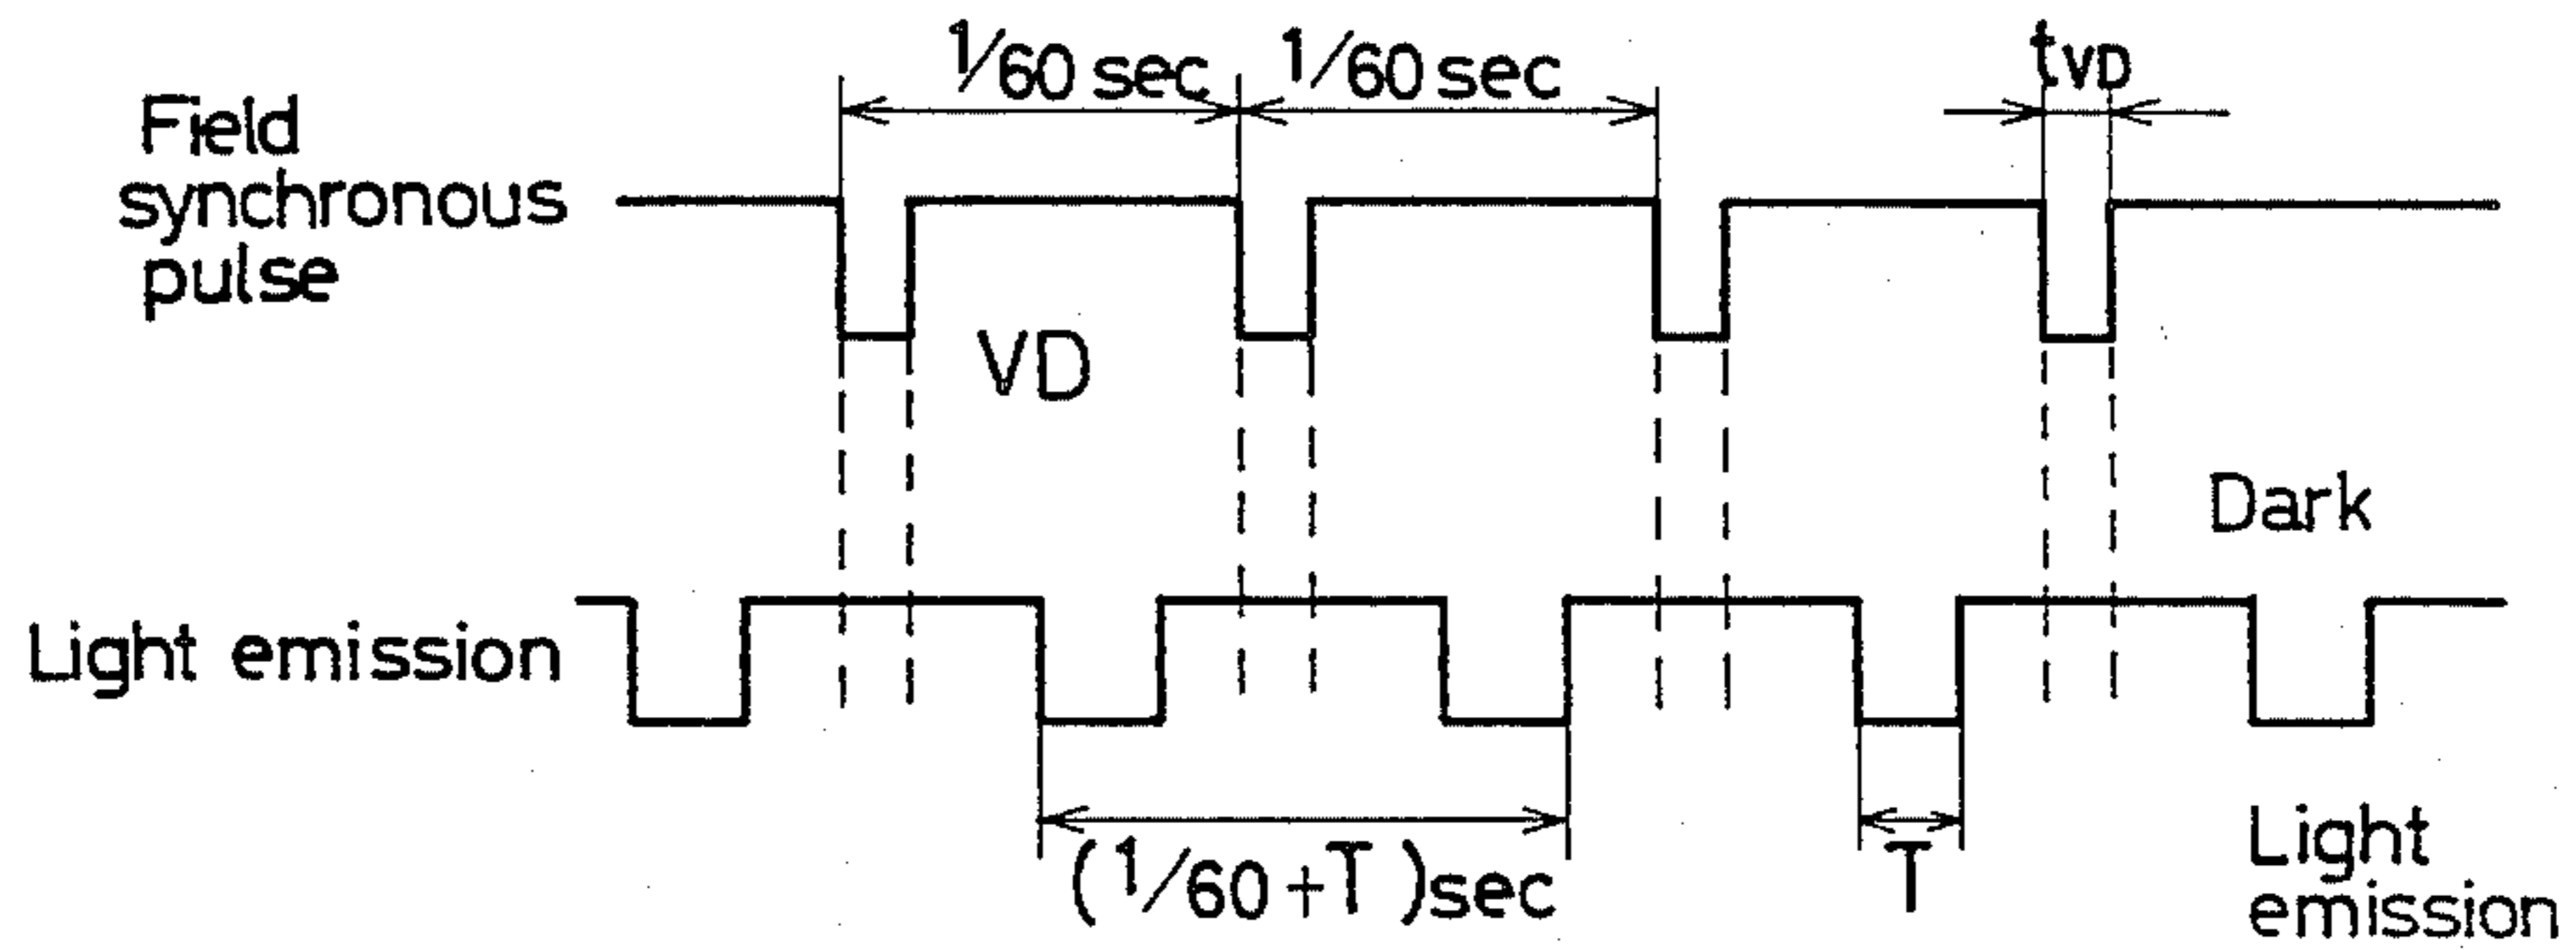 1/60 sec 1/60 sec tVD
Field
synchronous
pulse
VD
Dark
Light emission
(1/60 + T) sec T
Light
emission